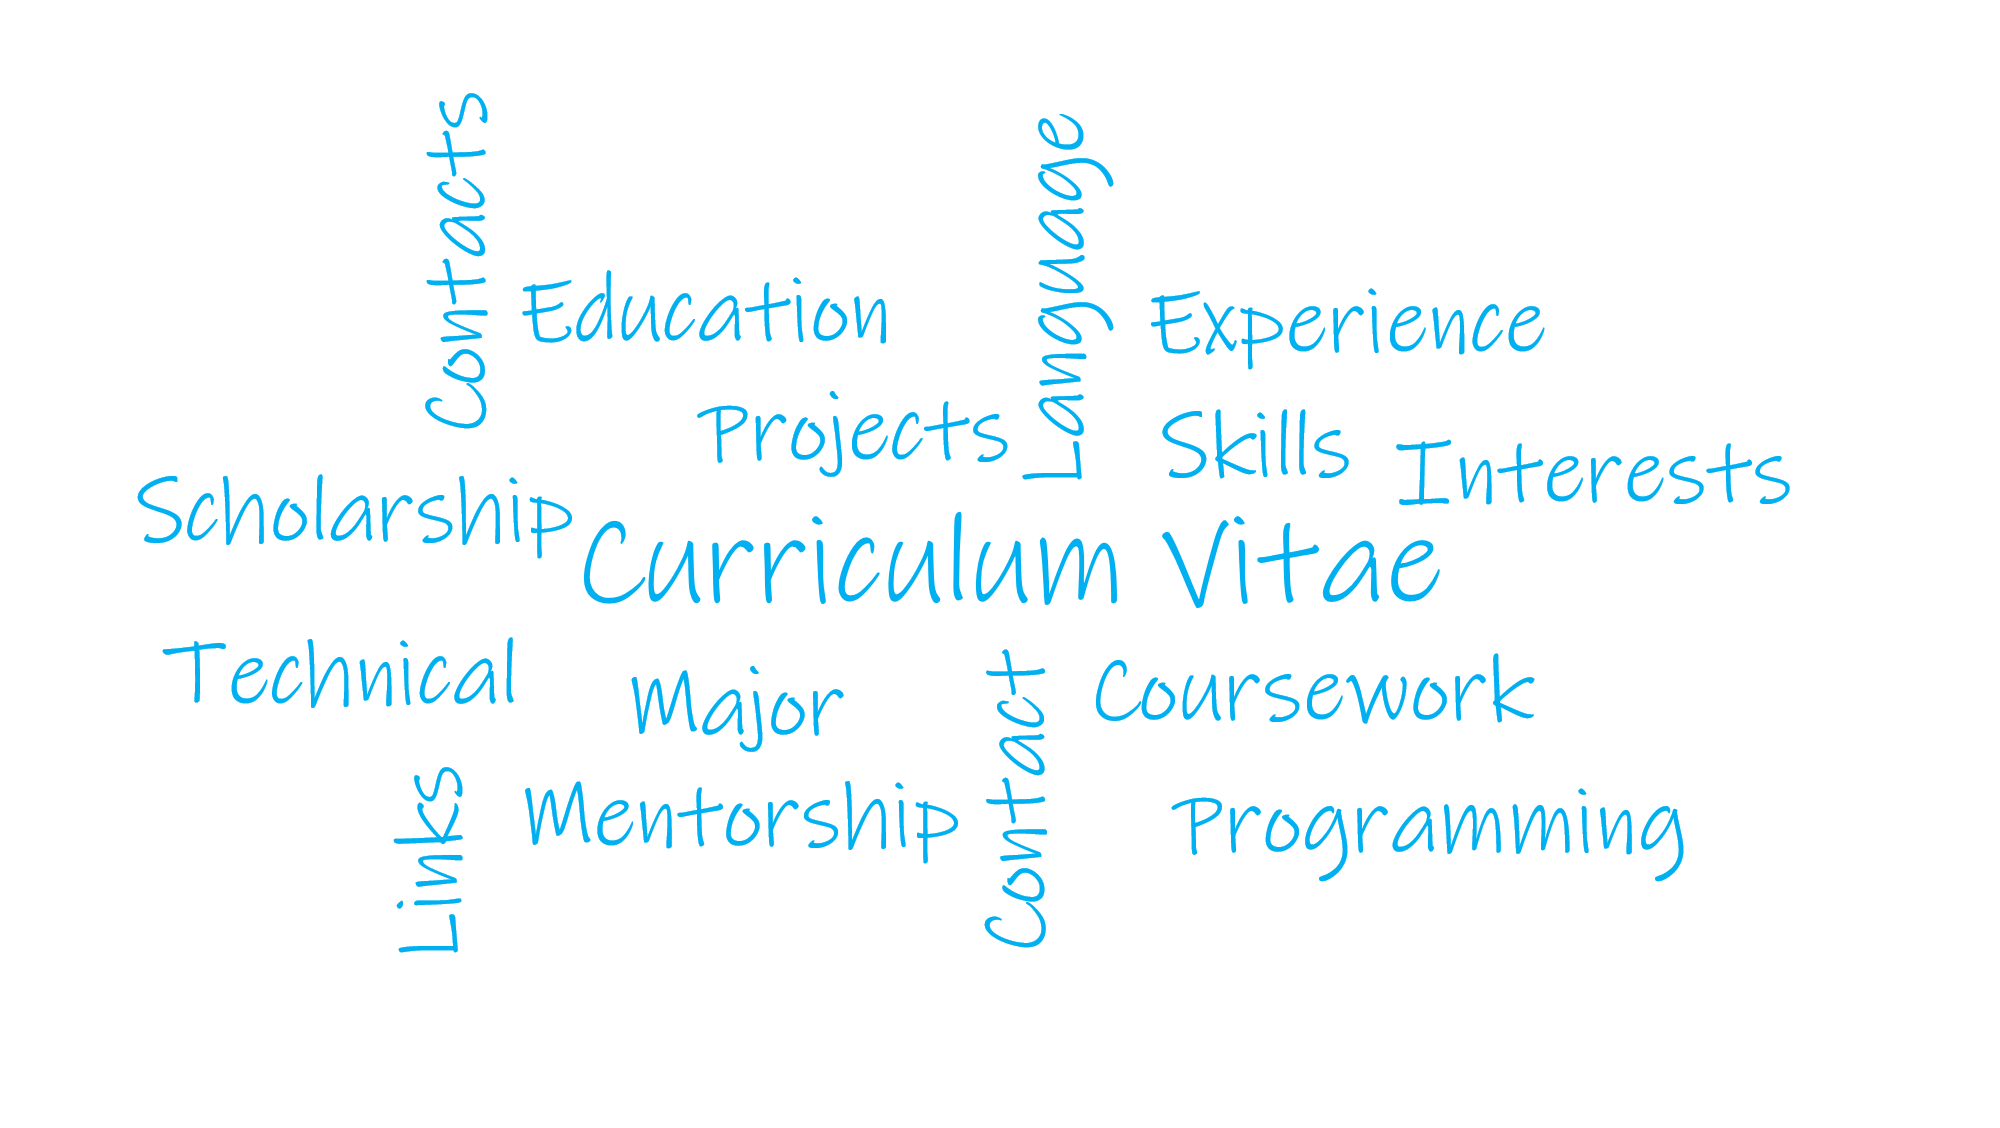 Contacts
Language
Education
Experience
Projects
Skills
Interests
Scholarship
Curriculum Vitae
Technical
Major
Contact
Coursework
Links
Mentorship
Programming